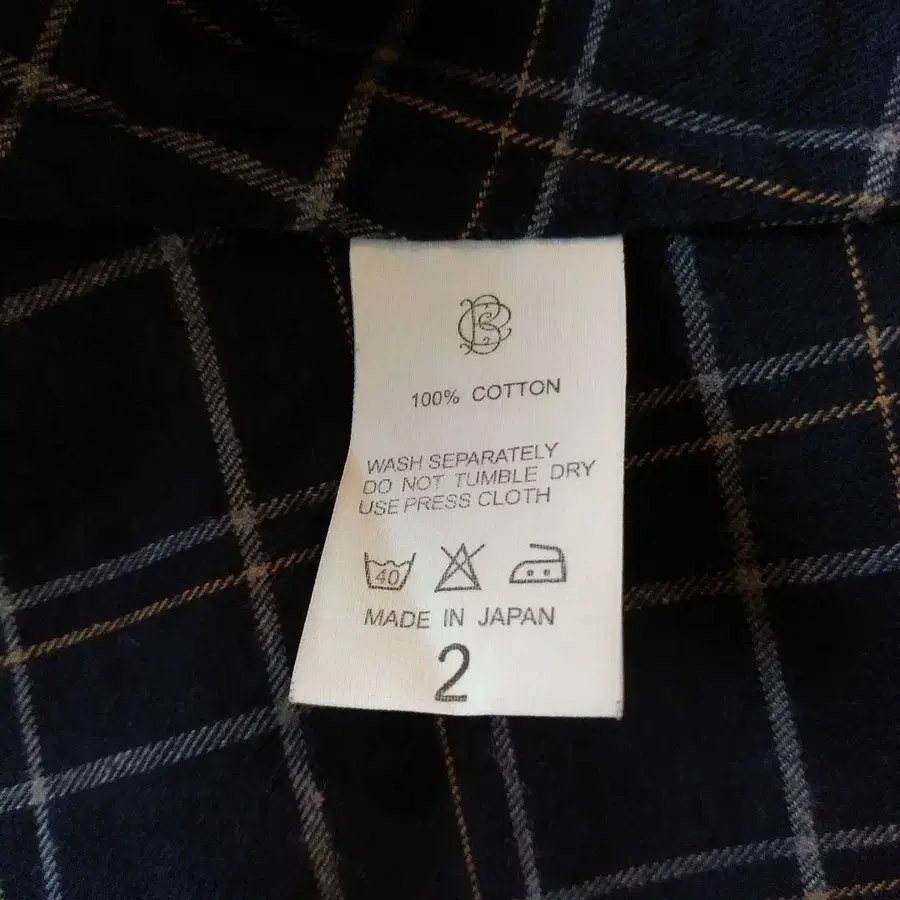 100% COTTON
WASH SEPARATELY
DO NOT TUMBLE DRY
USE PRESS CLOTH
40
MADE IN JAPAN
2